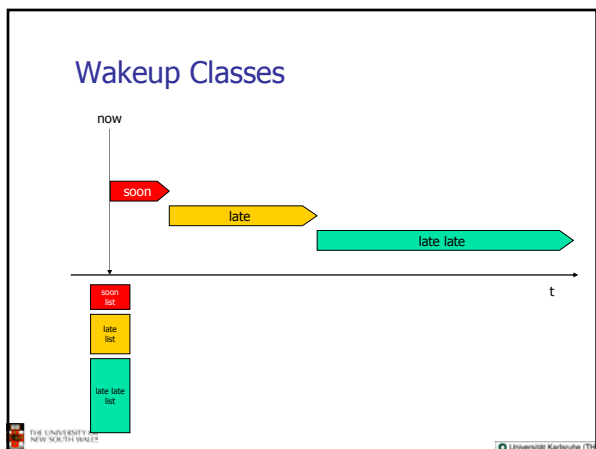 Wakeup Classes
now
soon
late
late late
t
soon
list
late
list
late late
list
THE UNIVERSITY
NEW SOUTH WALES
Universität Karlsruhe (TH